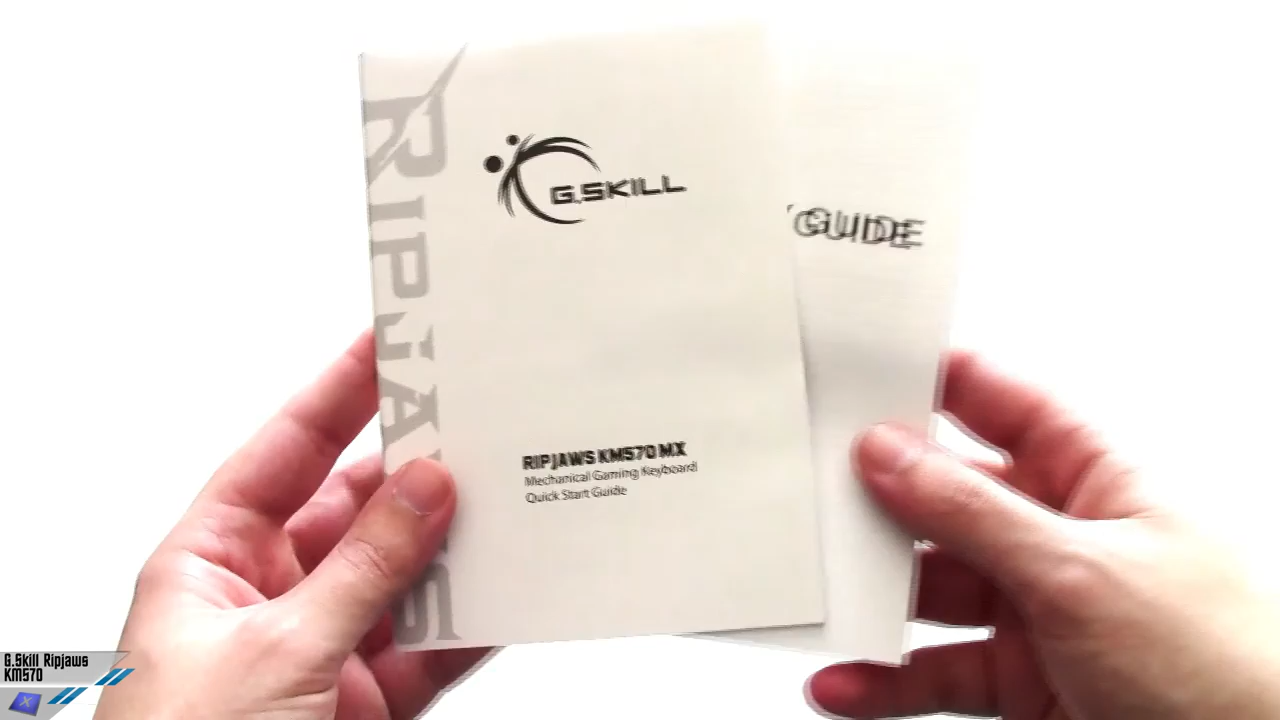 RIPJAWS
G.SKILL
GUIDE
RIPJAWS KM570 MX
Mechanical Gaming Keyboard
Quick Start Guide
G.Skill Ripjaws
KM570